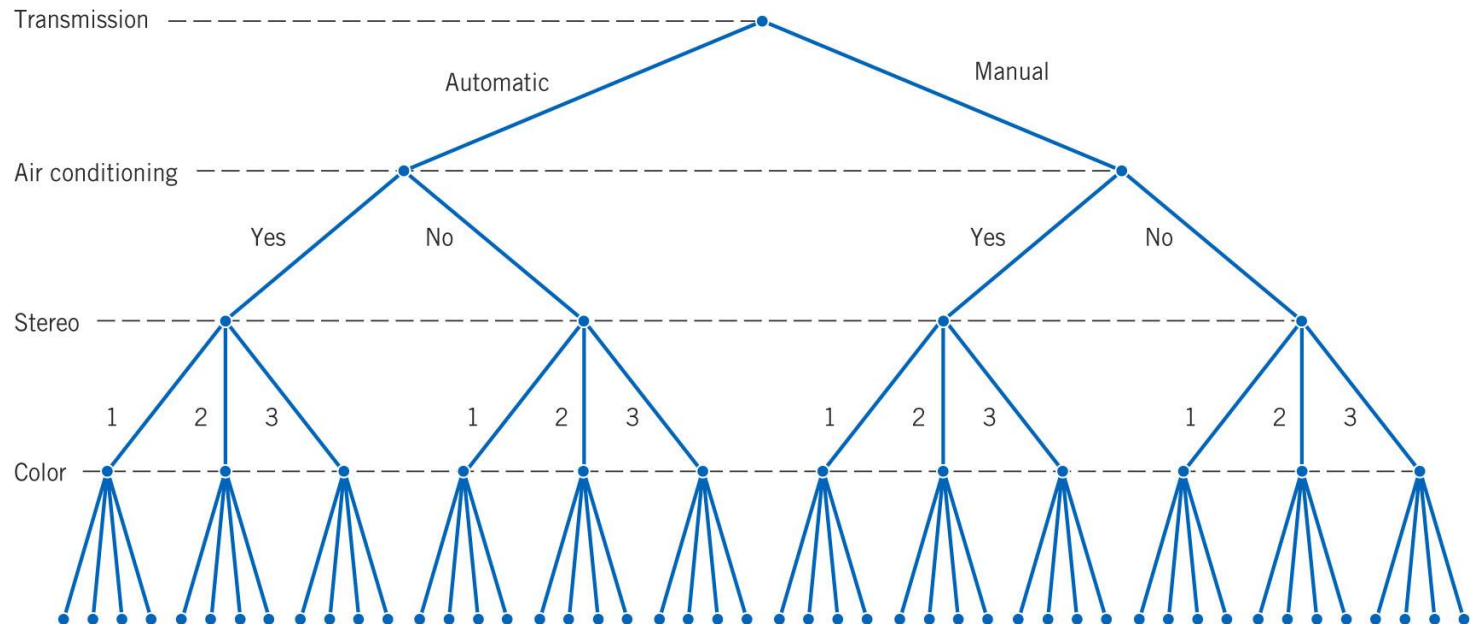 Transmission
Automatic
Manual
Air conditioning
Yes
No
Yes
No
Stereo
1 2 3 1 2 3 1 2 3 1 2 3
Color